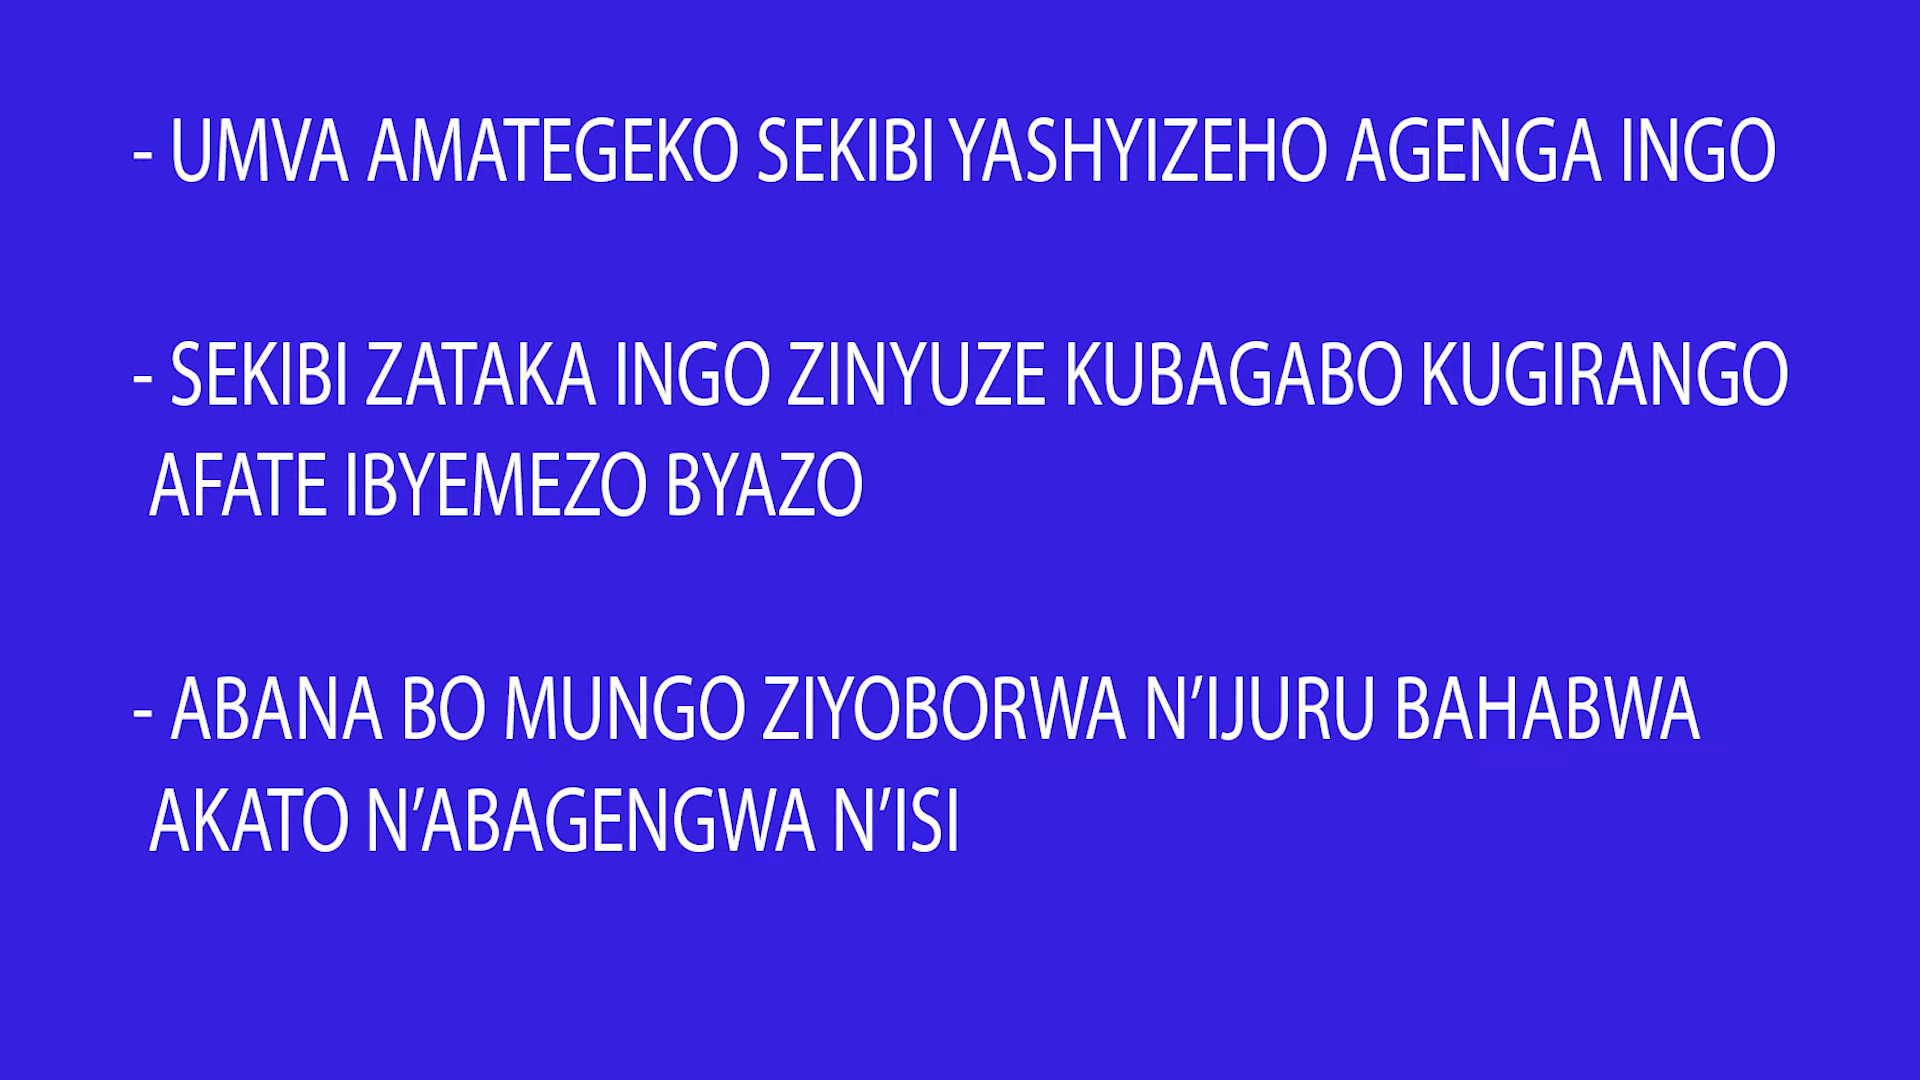 - UMVA AMATEGEKO SEKIBI YASHYIZEHO AGENGA INGO
- SEKIBI ZATAKA INGO ZINYUZE KUBAGABO KUGIRANGO
AFATE IBYEMEZO BYAZO
- ABANA BO MUNGO ZIYOBORWA N’IJURU BAHABWA
AKATO N’ABAGENGWA N’ISI